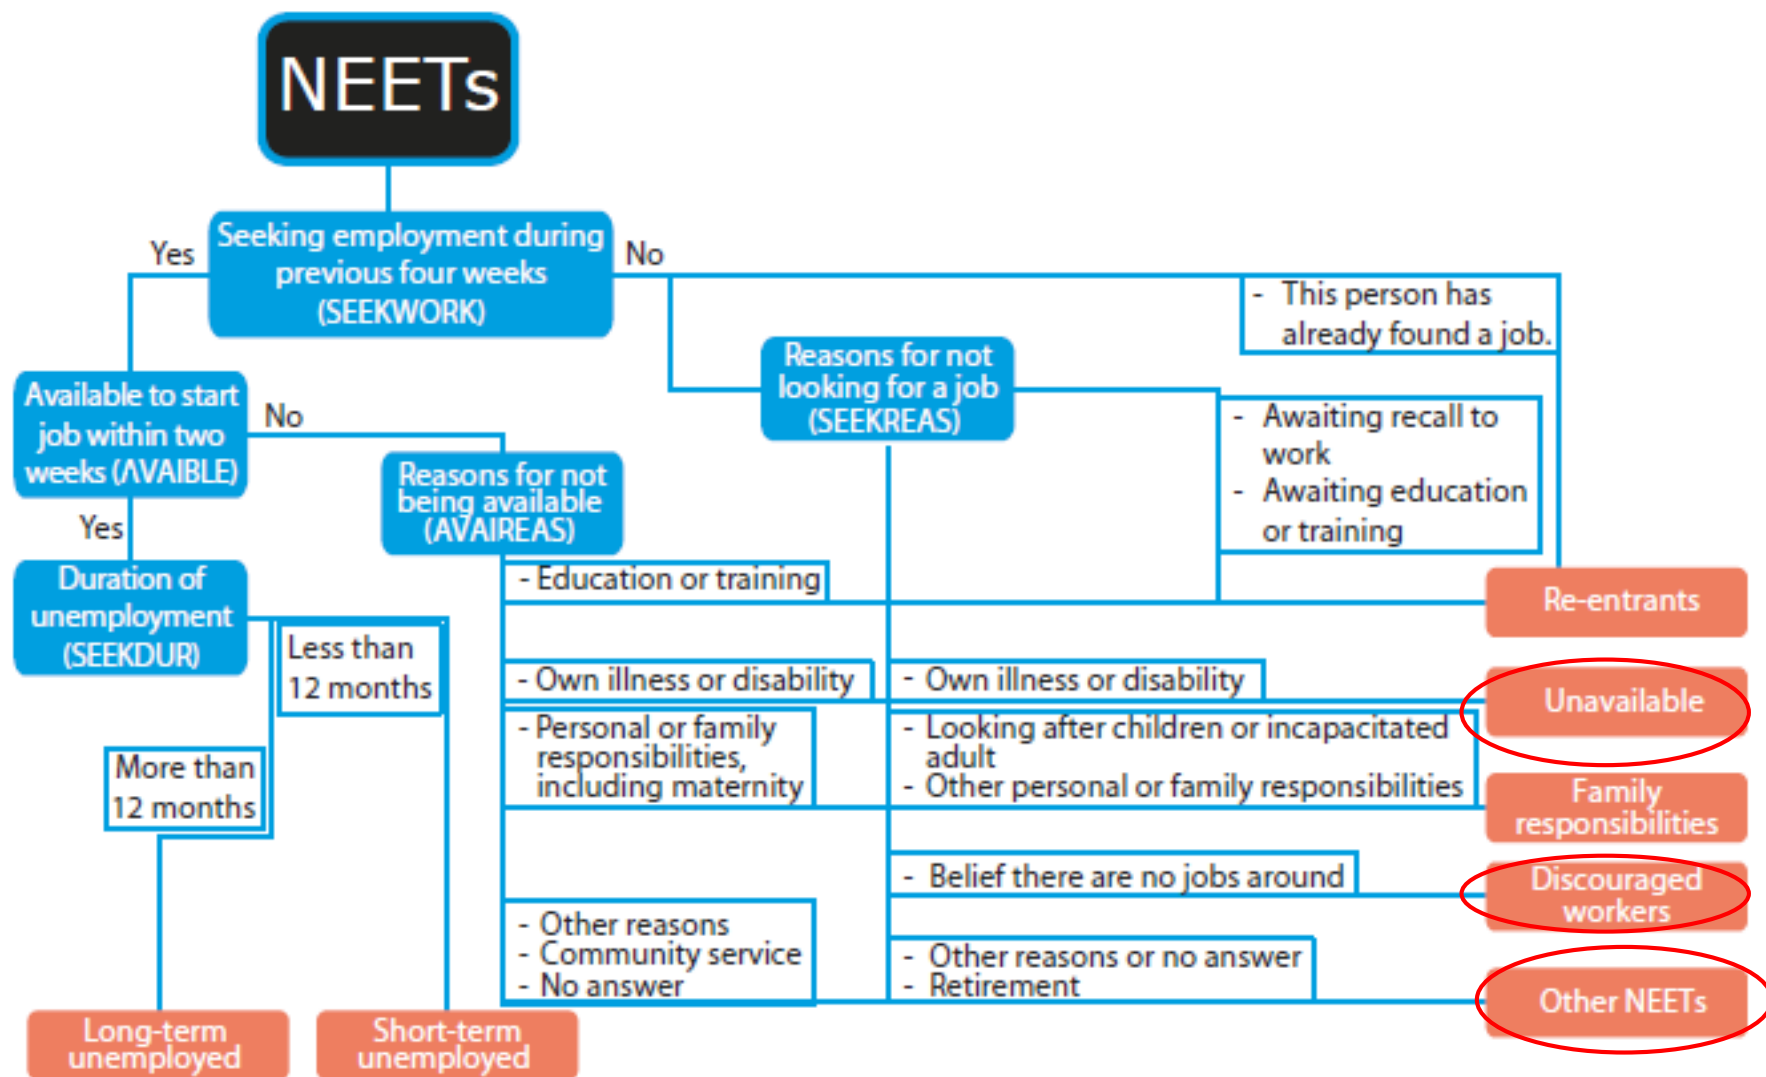 NEETs
Yes
Seeking employment during
previous four weeks
(SEEKWORK)
No
- This person has
already found a job.
Available to start
job within two
weeks (AVAIBLE)
No
Reasons for not
looking for a job
(SEEKREAS)
- Awaiting recall to
work
- Awaiting education
or training
Reasons for not
being available
(AVAIREAS)
Yes
Duration of
unemployment
(SEEKDUR)
- Education or training
Re-entrants
Less than
12 months
- Own illness or disability
- Own illness or disability
Unavailable
- Personal or family
responsibilities,
including maternity
- Looking after children or incapacitated
adult
- Other personal or family responsibilities
Family
responsibilities
More than
12 months
- Belief there are no jobs around
Discouraged
workers
- Other reasons
- Community service
- No answer
- Other reasons or no answer
- Retirement
Other NEETs
Long-term
unemployed
Short-term
unemployed